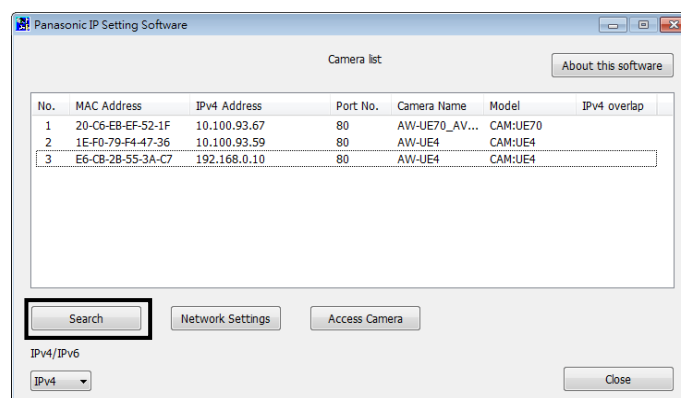 Panasonic IP Setting Software
Camera list
About this software
No. MAC Address IPv4 Address Port No. Camera Name Model IPv4 overlap
1 20-C6-EB-EF-52-1F 10.100.93.67 80 AW-UE70_AV... CAM:UE70
2 1E-F0-79-F4-47-36 10.100.93.59 80 AW-UE4 CAM:UE4
3 E6-CB-2B-55-3A-C7 192.168.0.10 80 AW-UE4 CAM:UE4
Search Network Settings Access Camera
IPv4/IPv6
IPv4 Close